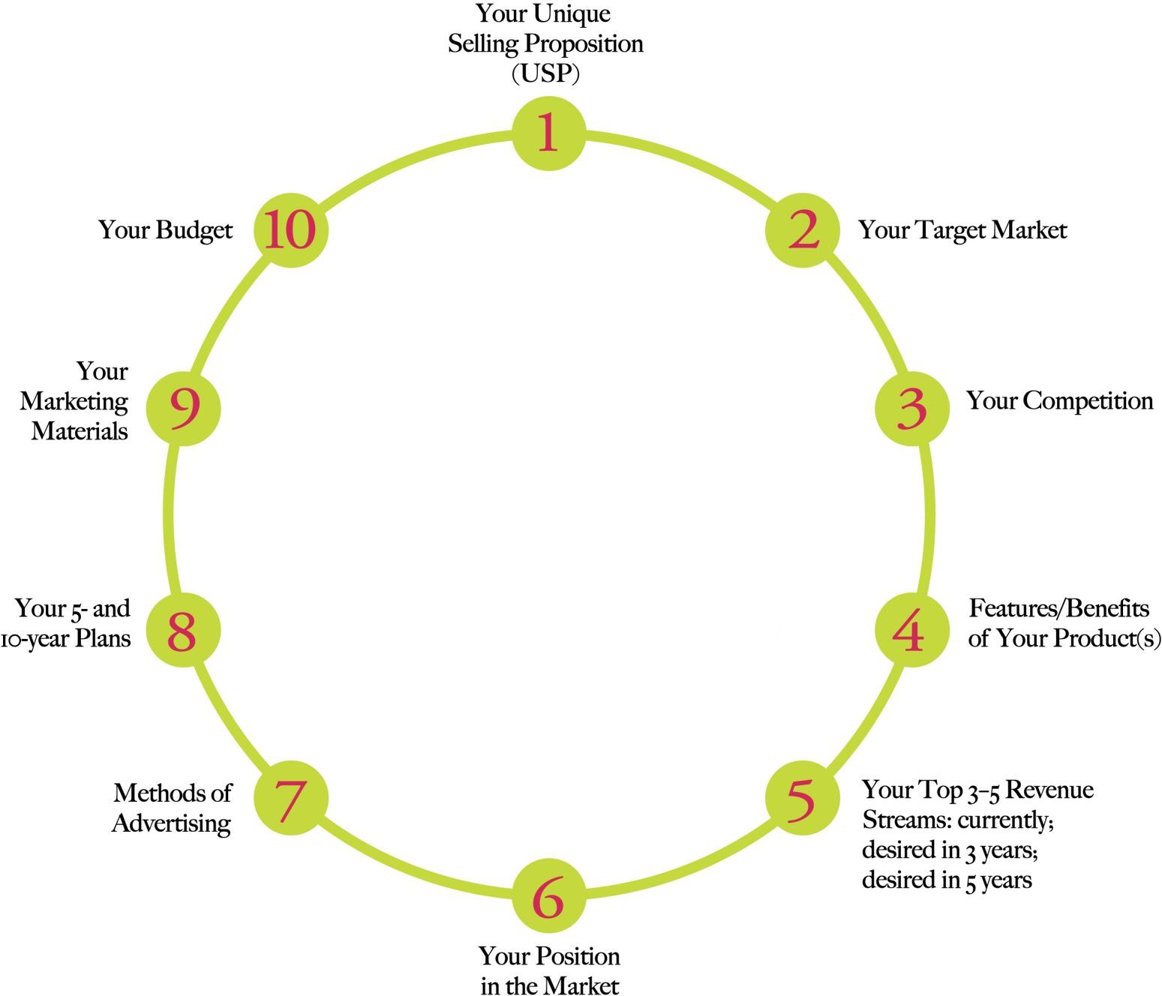 Your Unique
Selling Proposition
(USP)
1
2
Your Target Market
3
Your Competition
4
Features/Benefits
of Your Product(s)
5
Your Top 3–5 Revenue
Streams: currently;
desired in 3 years;
desired in 5 years
6
Your Position
in the Market
7
Methods of
Advertising
8
Your 5- and
10-year Plans
9
Your
Marketing
Materials
10
Your Budget